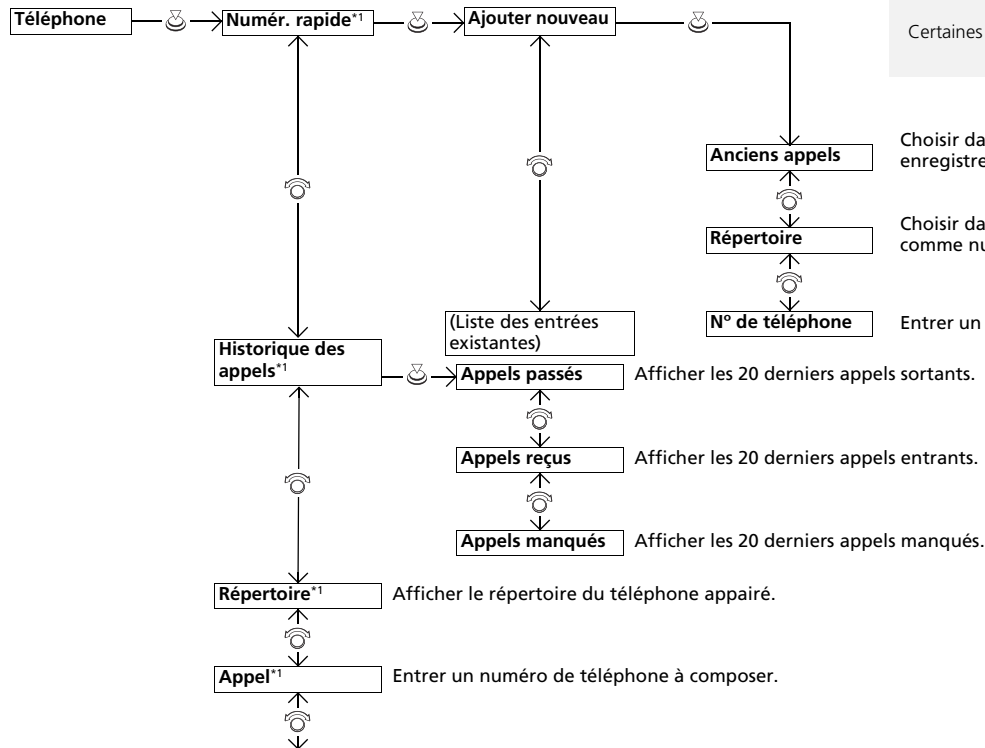 Téléphone
Numér. rapide*1
Ajouter nouveau
Certaines
Anciens appels
Choisir da
enregistre
Répertoire
Choisir da
comme nu
Nº de téléphone
Entrer un
(Liste des entrées
existantes)
Historique des
appels*1
Appels passés
Afficher les 20 derniers appels sortants.
Appels reçus
Afficher les 20 derniers appels entrants.
Appels manqués
Afficher les 20 derniers appels manqués.
Répertoire*1
Afficher le répertoire du téléphone appairé.
Appel*1
Entrer un numéro de téléphone à composer.